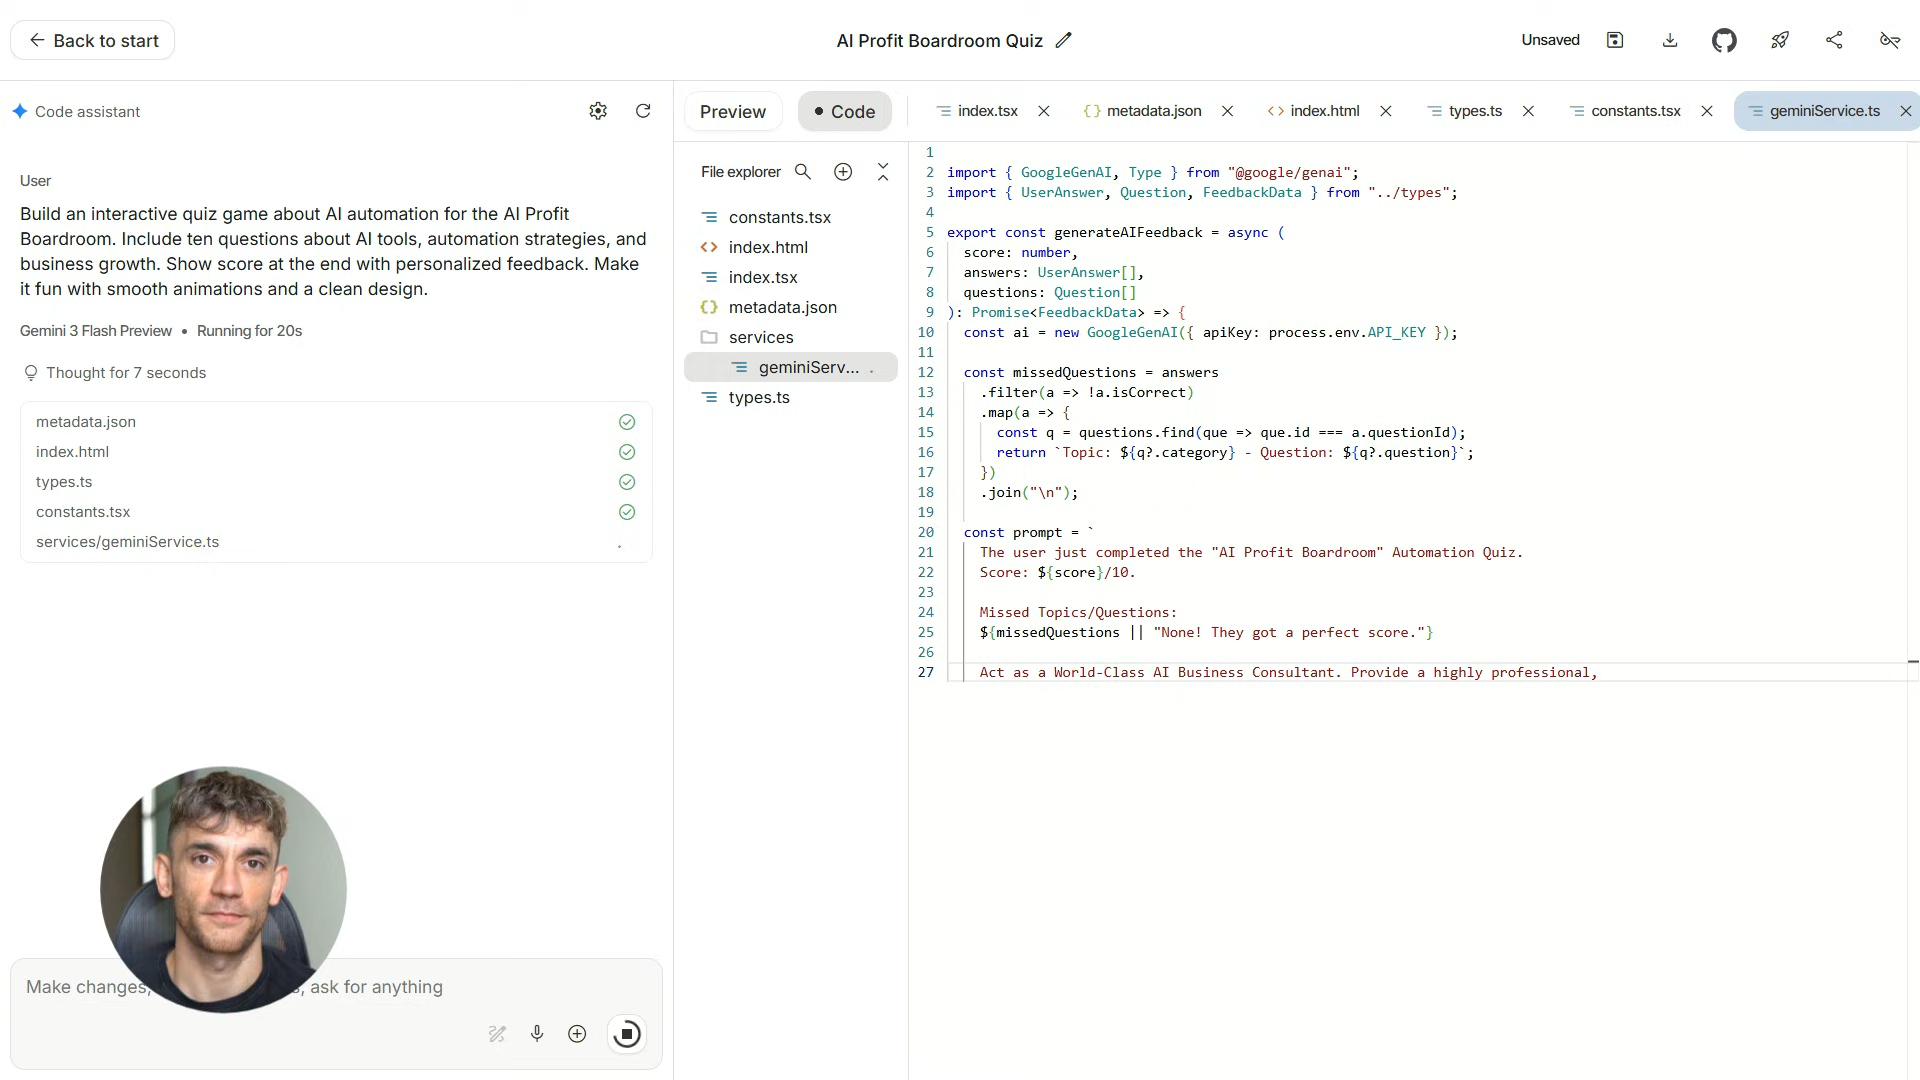 Back to start
AI Profit Boardroom Quiz
Unsaved
Code assistant
User
Build an interactive quiz game about AI automation for the AI Profit
Boardroom. Include ten questions about AI tools, automation strategies, and
business growth. Show score at the end with personalized feedback. Make
it fun with smooth animations and a clean design.
Gemini 3 Flash Preview • Running for 20s
Thought for 7 seconds
metadata.json
index.html
types.ts
constants.tsx
services/geminiService.ts
Make changes, , ask for anything
Preview
Code
index.tsx
metadata.json
index.html
types.ts
constants.tsx
geminiService.ts
File explorer
constants.tsx
index.html
index.tsx
metadata.json
services
geminiServ...
types.ts
1
2 import { GoogleGenAI, Type } from "@google/genai";
3 import { UserAnswer, Question, FeedbackData } from "../types";
4
5 export const generateAIFeedback = async (
6 score: number,
7 answers: UserAnswer[],
8 questions: Question[]
9 ): Promise<FeedbackData> => {
10 const ai = new GoogleGenAI({ apiKey: process.env.API_KEY });
11
12 const missedQuestions = answers
13 .filter(a => !a.isCorrect)
14 .map(a => {
15 const q = questions.find(que => que.id === a.questionId);
16 return `Topic: ${q?.category} - Question: ${q?.question}`;
17 })
18 .join("\n");
19
20 const prompt = `
21 The user just completed the "AI Profit Boardroom" Automation Quiz.
22 Score: ${score}/10.
23
24 Missed Topics/Questions:
25 ${missedQuestions || "None! They got a perfect score."}
26
27 Act as a World-Class AI Business Consultant. Provide a highly professional,